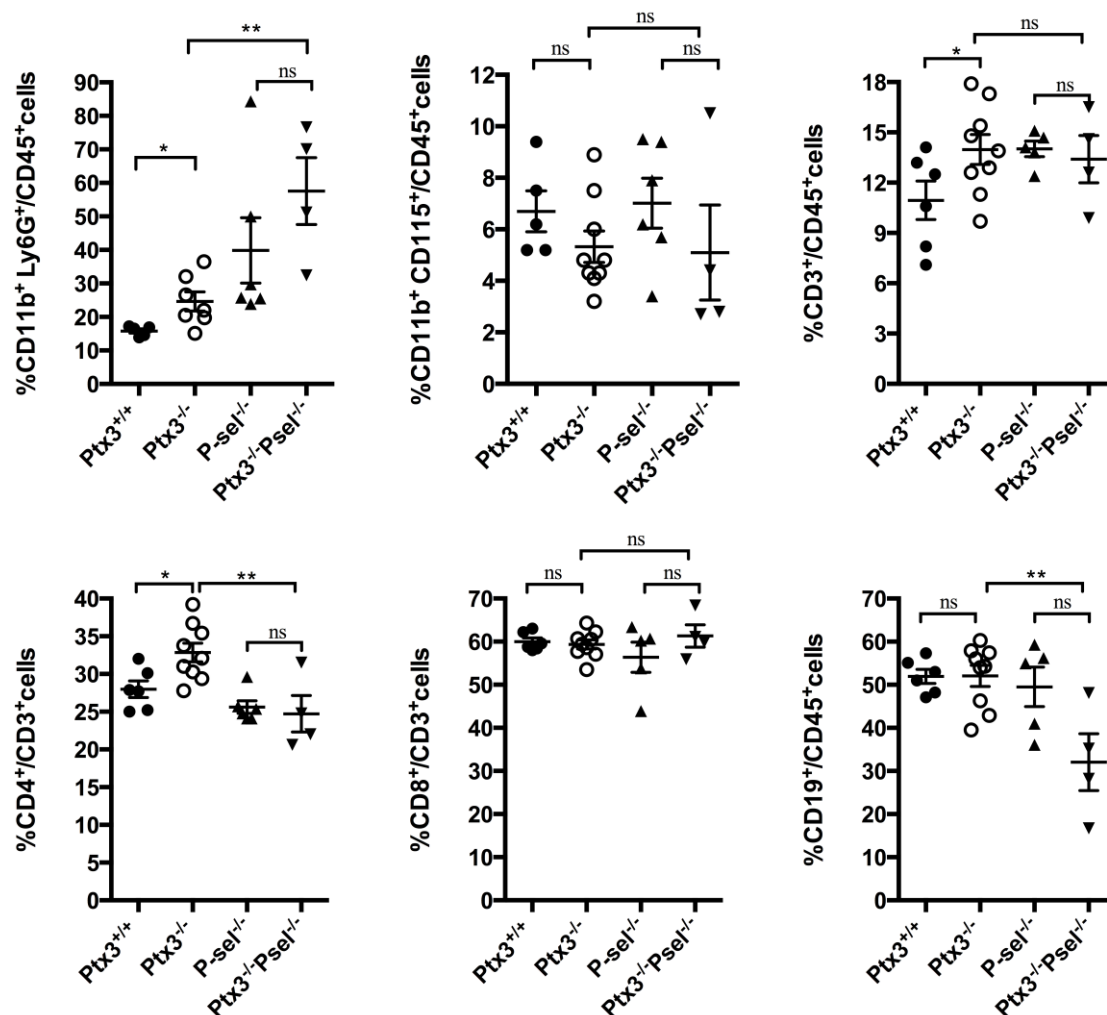 **
ns
*
%CD11b⁺ Ly6G⁺/CD45⁺cells
90
80
70
60
50
40
30
20
10
0
Ptx3⁺/⁺
Ptx3⁻/⁻
P-sel⁻/⁻
Ptx3⁻/⁻Psel⁻/⁻
ns
ns
ns
%CD11b⁺ CD115⁺/CD45⁺cells
12
10
8
6
4
2
0
Ptx3⁺/⁺
Ptx3⁻/⁻
P-sel⁻/⁻
Ptx3⁻/⁻Psel⁻/⁻
ns
*
ns
%CD3⁺/CD45⁺cells
18
15
12
9
6
3
0
Ptx3⁺/⁺
Ptx3⁻/⁻
P-sel⁻/⁻
Ptx3⁻/⁻Psel⁻/⁻
*
**
ns
%CD4⁺/CD3⁺cells
40
35
30
25
20
15
10
5
0
Ptx3⁺/⁺
Ptx3⁻/⁻
P-sel⁻/⁻
Ptx3⁻/⁻Psel⁻/⁻
ns
ns
ns
%CD8⁺/CD3⁺cells
70
60
50
40
30
20
10
0
Ptx3⁺/⁺
Ptx3⁻/⁻
P-sel⁻/⁻
Ptx3⁻/⁻Psel⁻/⁻
**
ns
ns
%CD19⁺/CD45⁺cells
70
60
50
40
30
20
10
0
Ptx3⁺/⁺
Ptx3⁻/⁻
P-sel⁻/⁻
Ptx3⁻/⁻Psel⁻/⁻